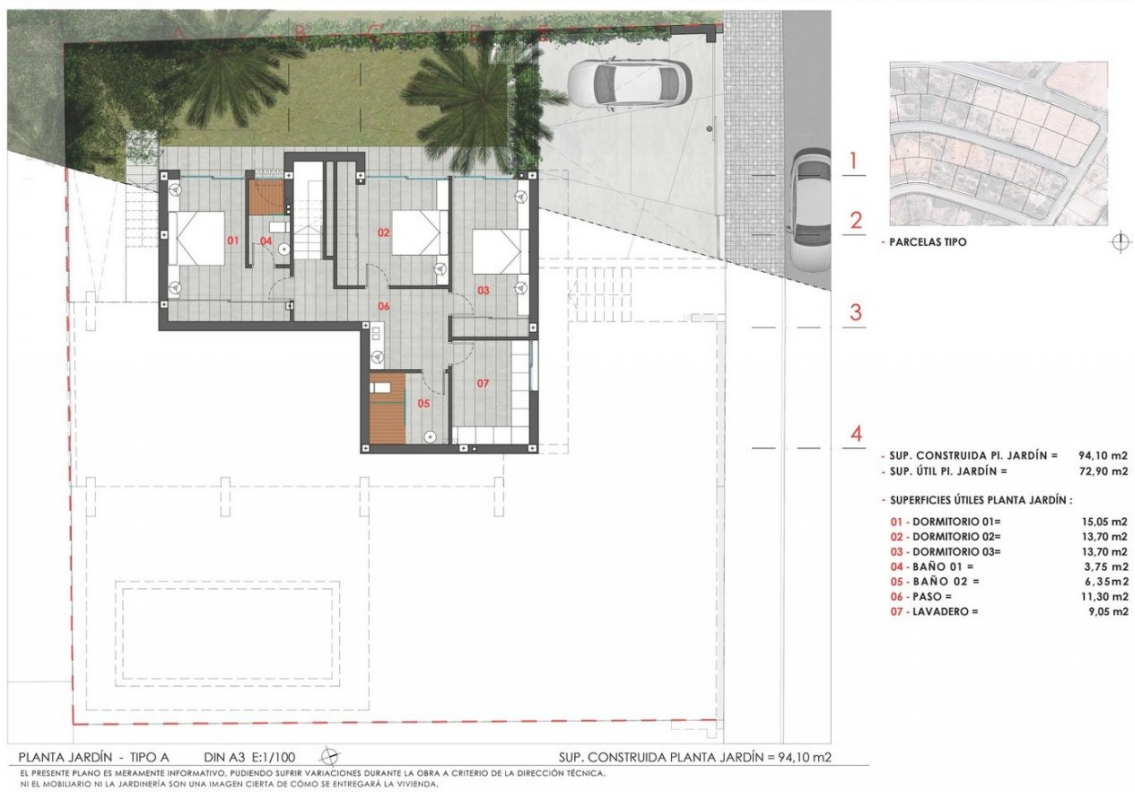 A B C D E
1
2
3
4
01
02
03
04
05
06
07
- PARCELAS TIPO
- SUP. CONSTRUIDA Pl. JARDÍN = 94,10 m2
- SUP. ÚTIL Pl. JARDÍN = 72,90 m2
- SUPERFICIES ÚTILES PLANTA JARDÍN :
01 - DORMITORIO 01= 15,05 m2
02 - DORMITORIO 02= 13,70 m2
03 - DORMITORIO 03= 13,70 m2
04 - BAÑO 01 = 3,75 m2
05 - BAÑO 02 = 6,35m2
06 - PASO = 11,30 m2
07 - LAVADERO = 9,05 m2
PLANTA JARDÍN - TIPO A DIN A3 E:1/100 SUP. CONSTRUIDA PLANTA JARDÍN = 94,10 m2
EL PRESENTE PLANO ES MERAMENTE INFORMATIVO, PUDIENDO SUFRIR VARIACIONES DURANTE LA OBRA A CRITERIO DE LA DIRECCIÓN TÉCNICA.
NI EL MOBILIARIO NI LA JARDINERÍA SON UNA IMAGEN CIERTA DE CÓMO SE ENTREGARÁ LA VIVIENDA.